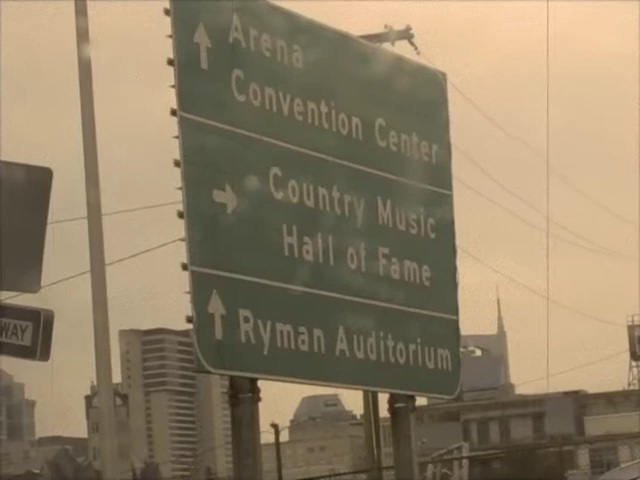 Arena
Convention Center
Country Music
Hall of Fame
Ryman Auditorium
WAY